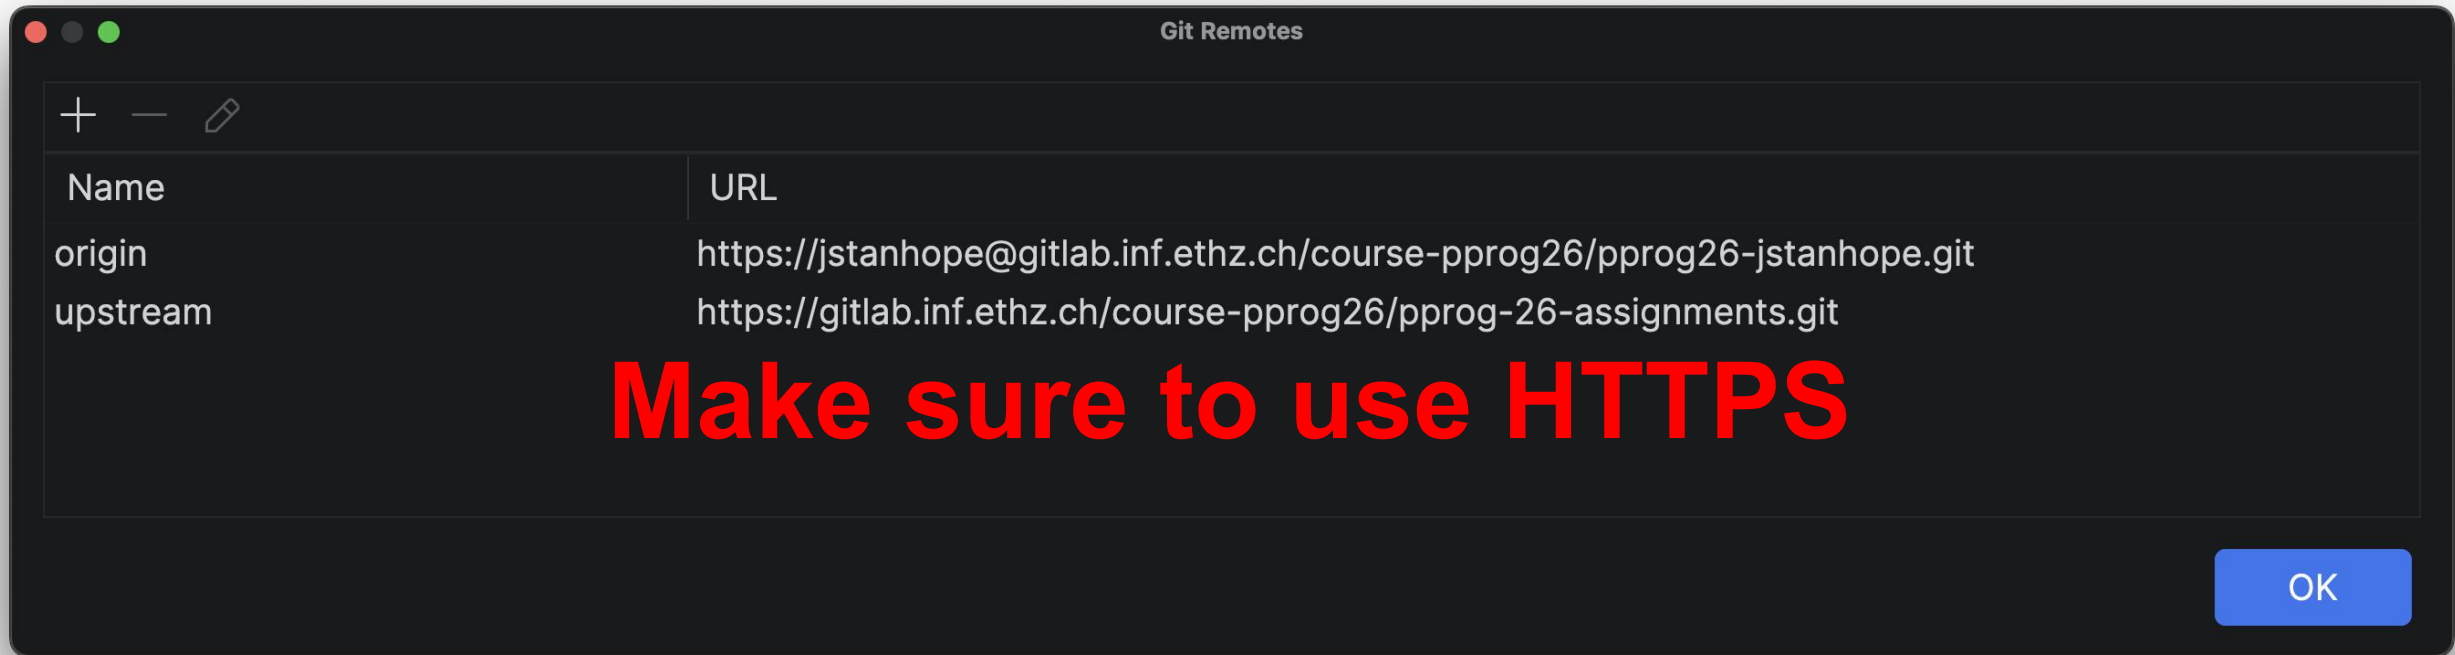 Git Remotes
Name URL
origin https://jstanhope@gitlab.inf.ethz.ch/course-pprog26/pprog26-jstanhope.git
upstream https://gitlab.inf.ethz.ch/course-pprog26/pprog-26-assignments.git
Make sure to use HTTPS
OK